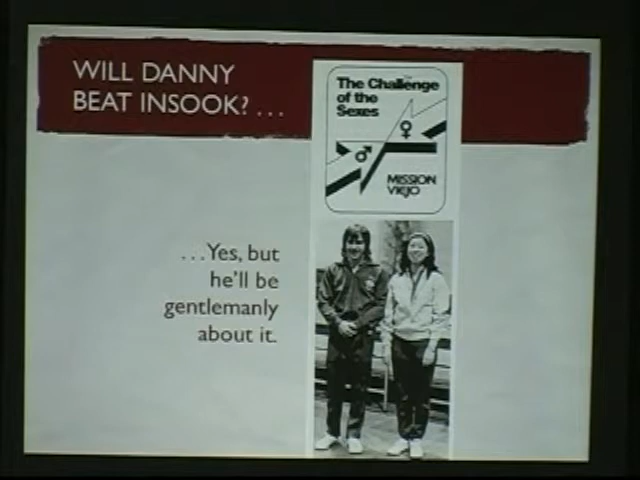 WILL DANNY
BEAT INSOOK? ...
The Challenge
of the
Sexes
MISSION
VIEJO
...Yes, but
he'll be
gentlemanly
about it.